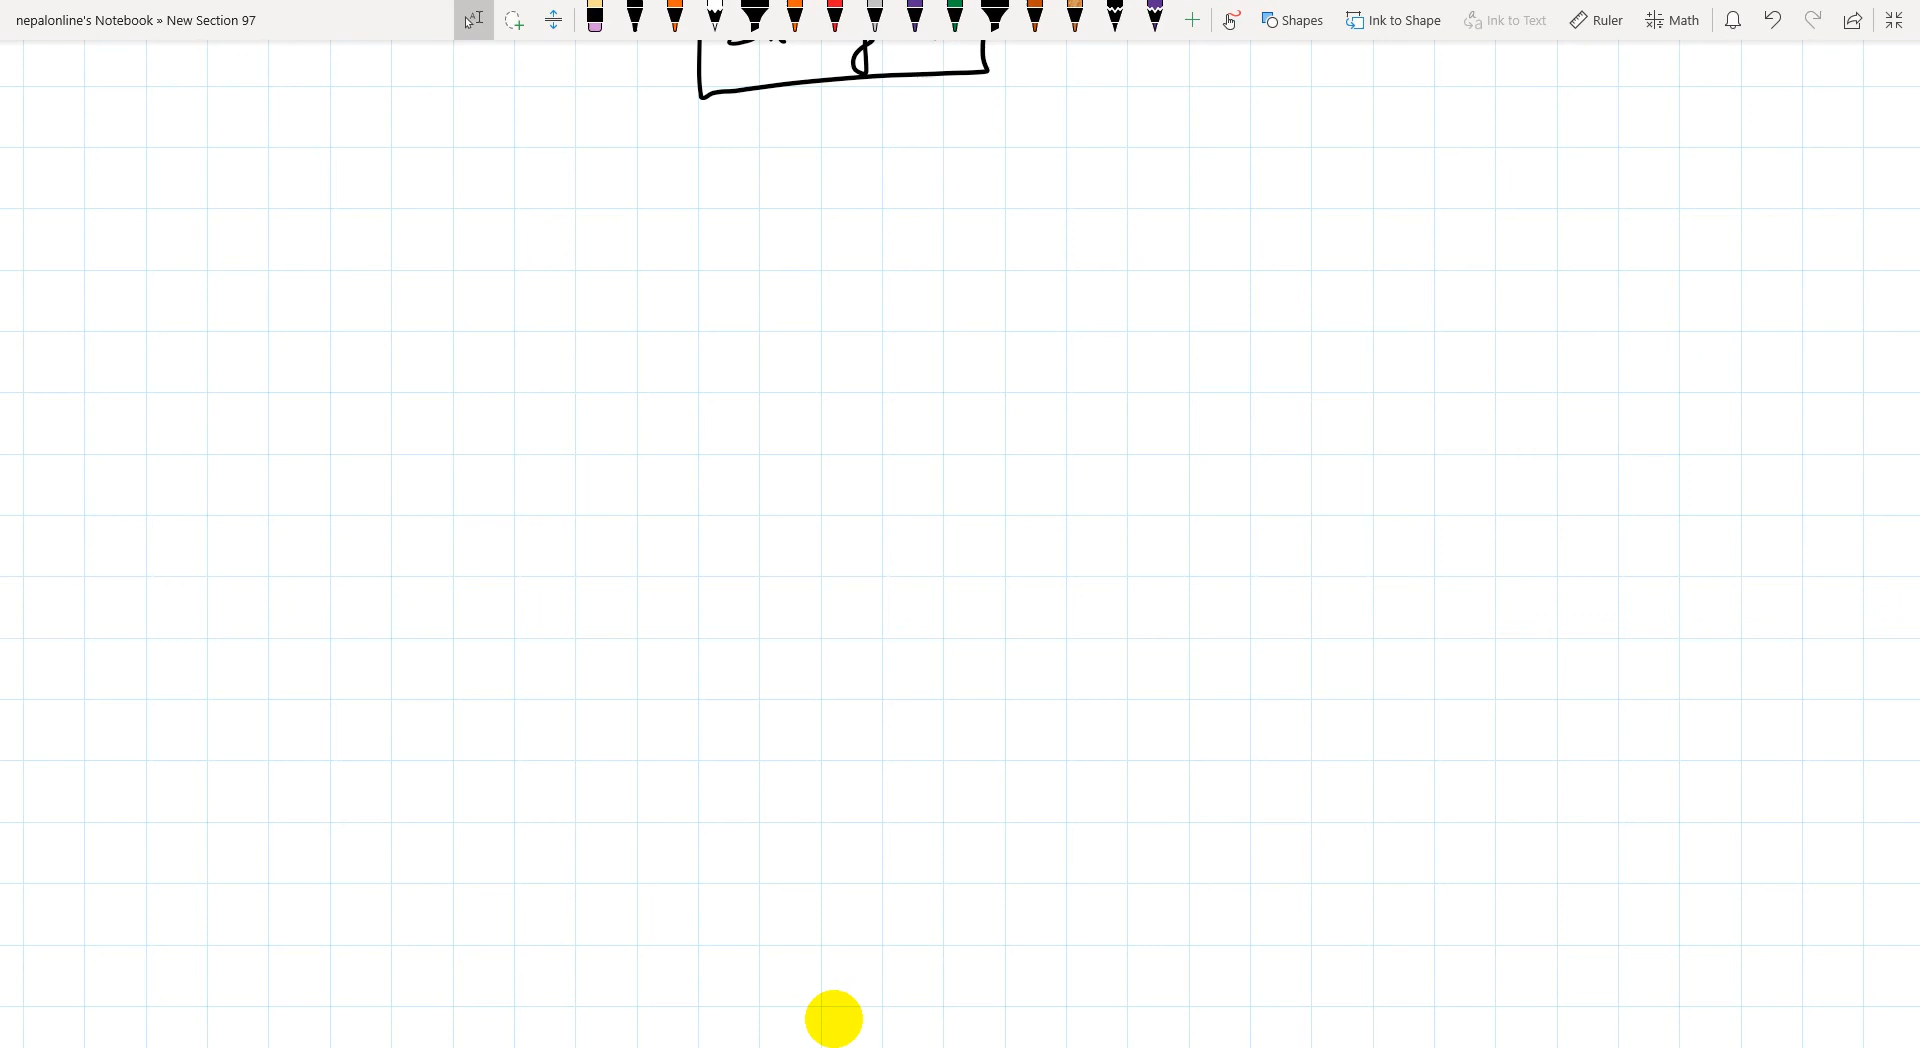 nepalonline's Notebook » New Section 97
Shapes Ink to Shape Ink to Text Ruler Math